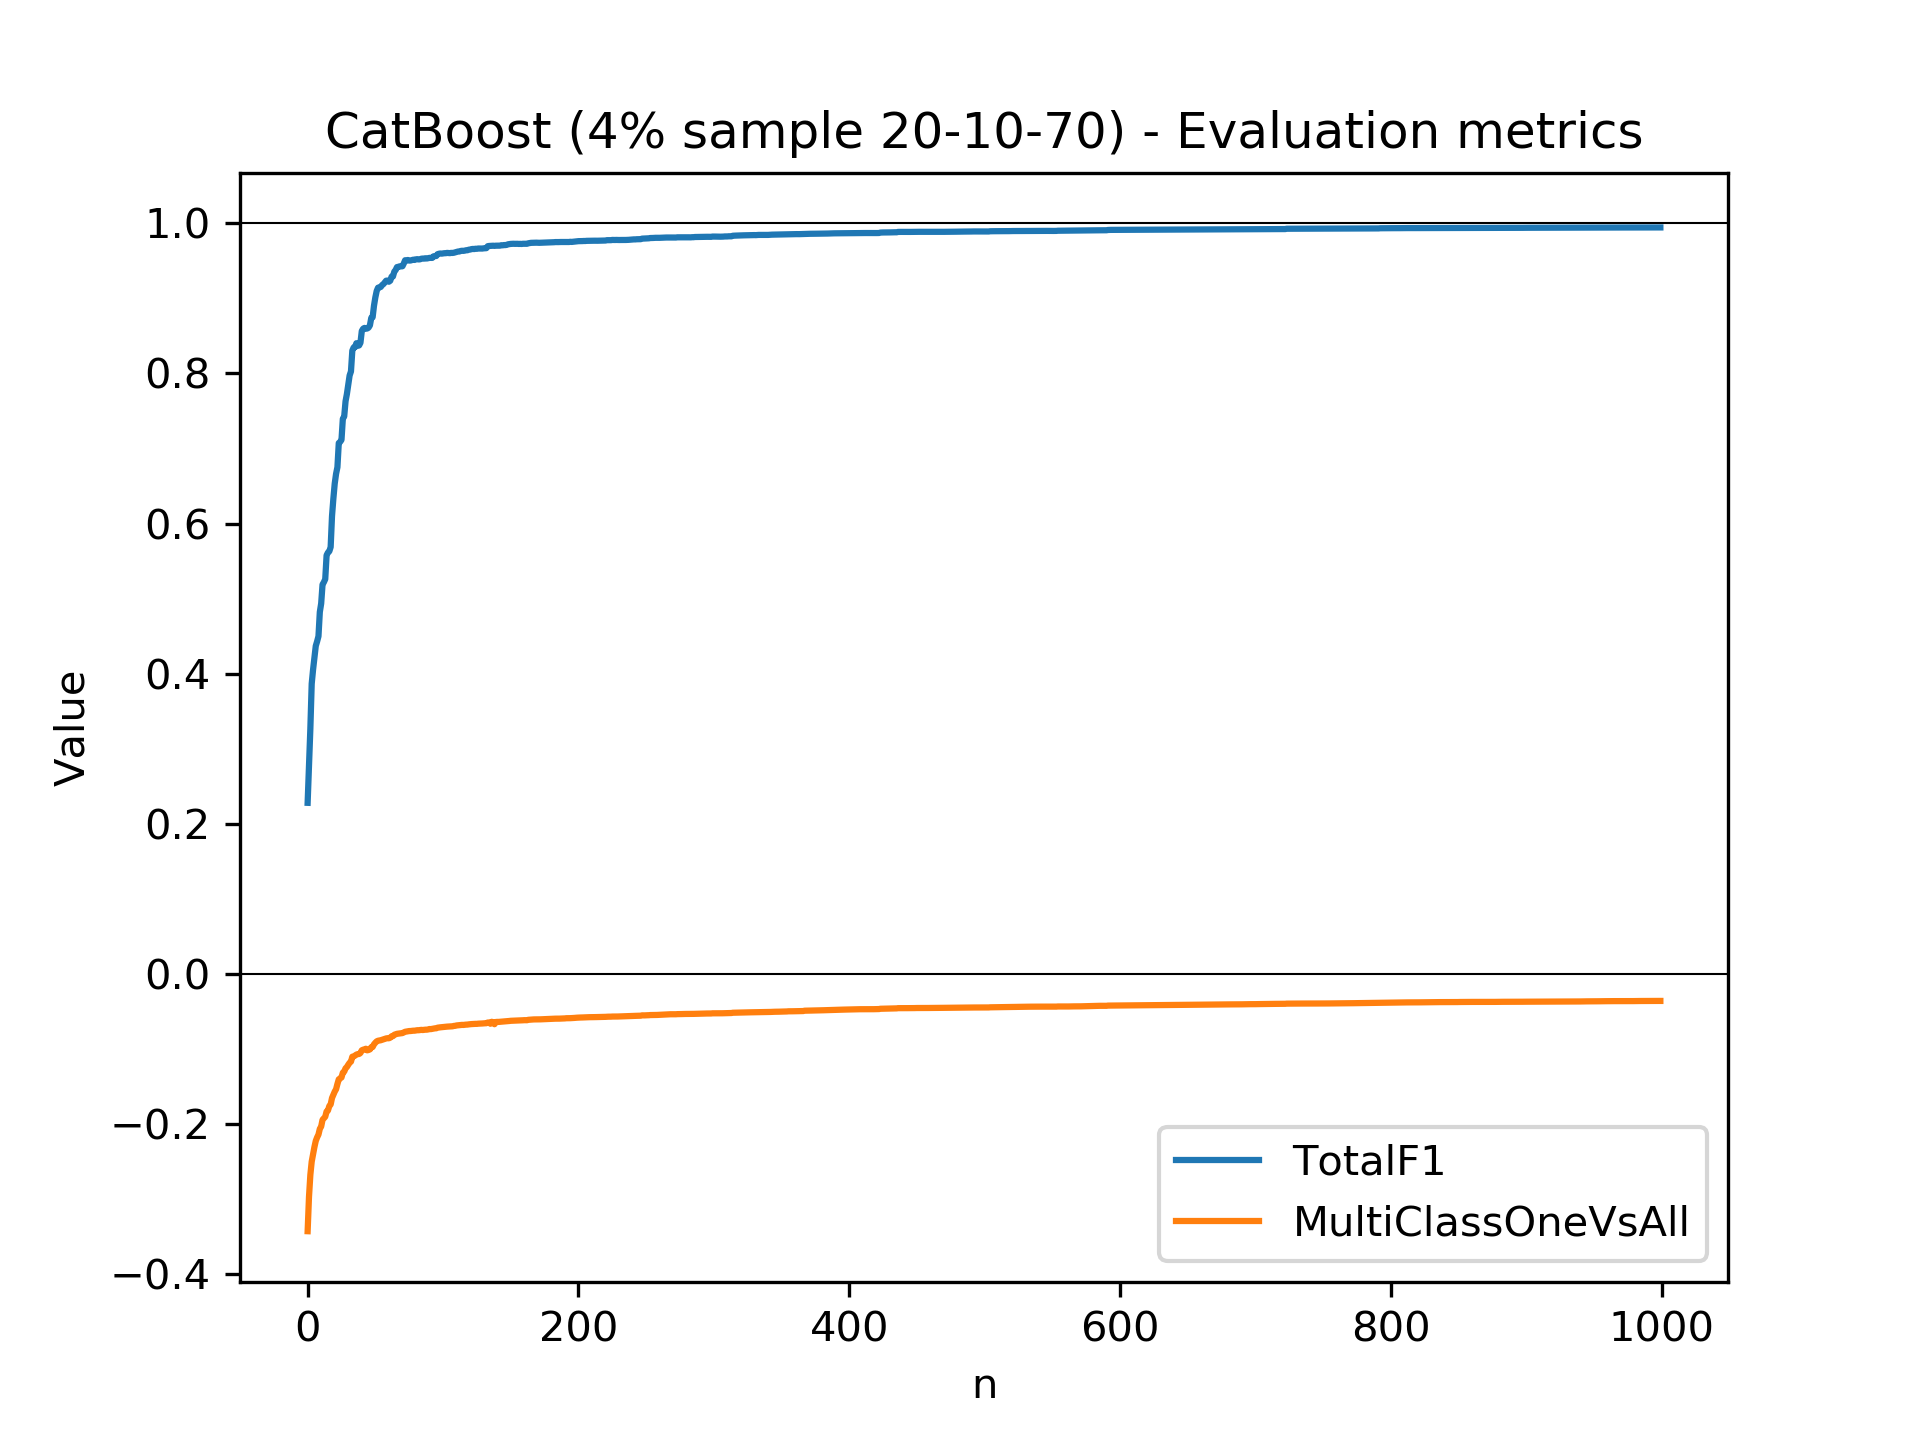 CatBoost (4% sample 20-10-70) - Evaluation metrics
1.0
0.8
0.6
0.4
0.2
0.0
−0.2
−0.4
Value
TotalF1
MultiClassOneVsAll
0 200 400 600 800 1000
n